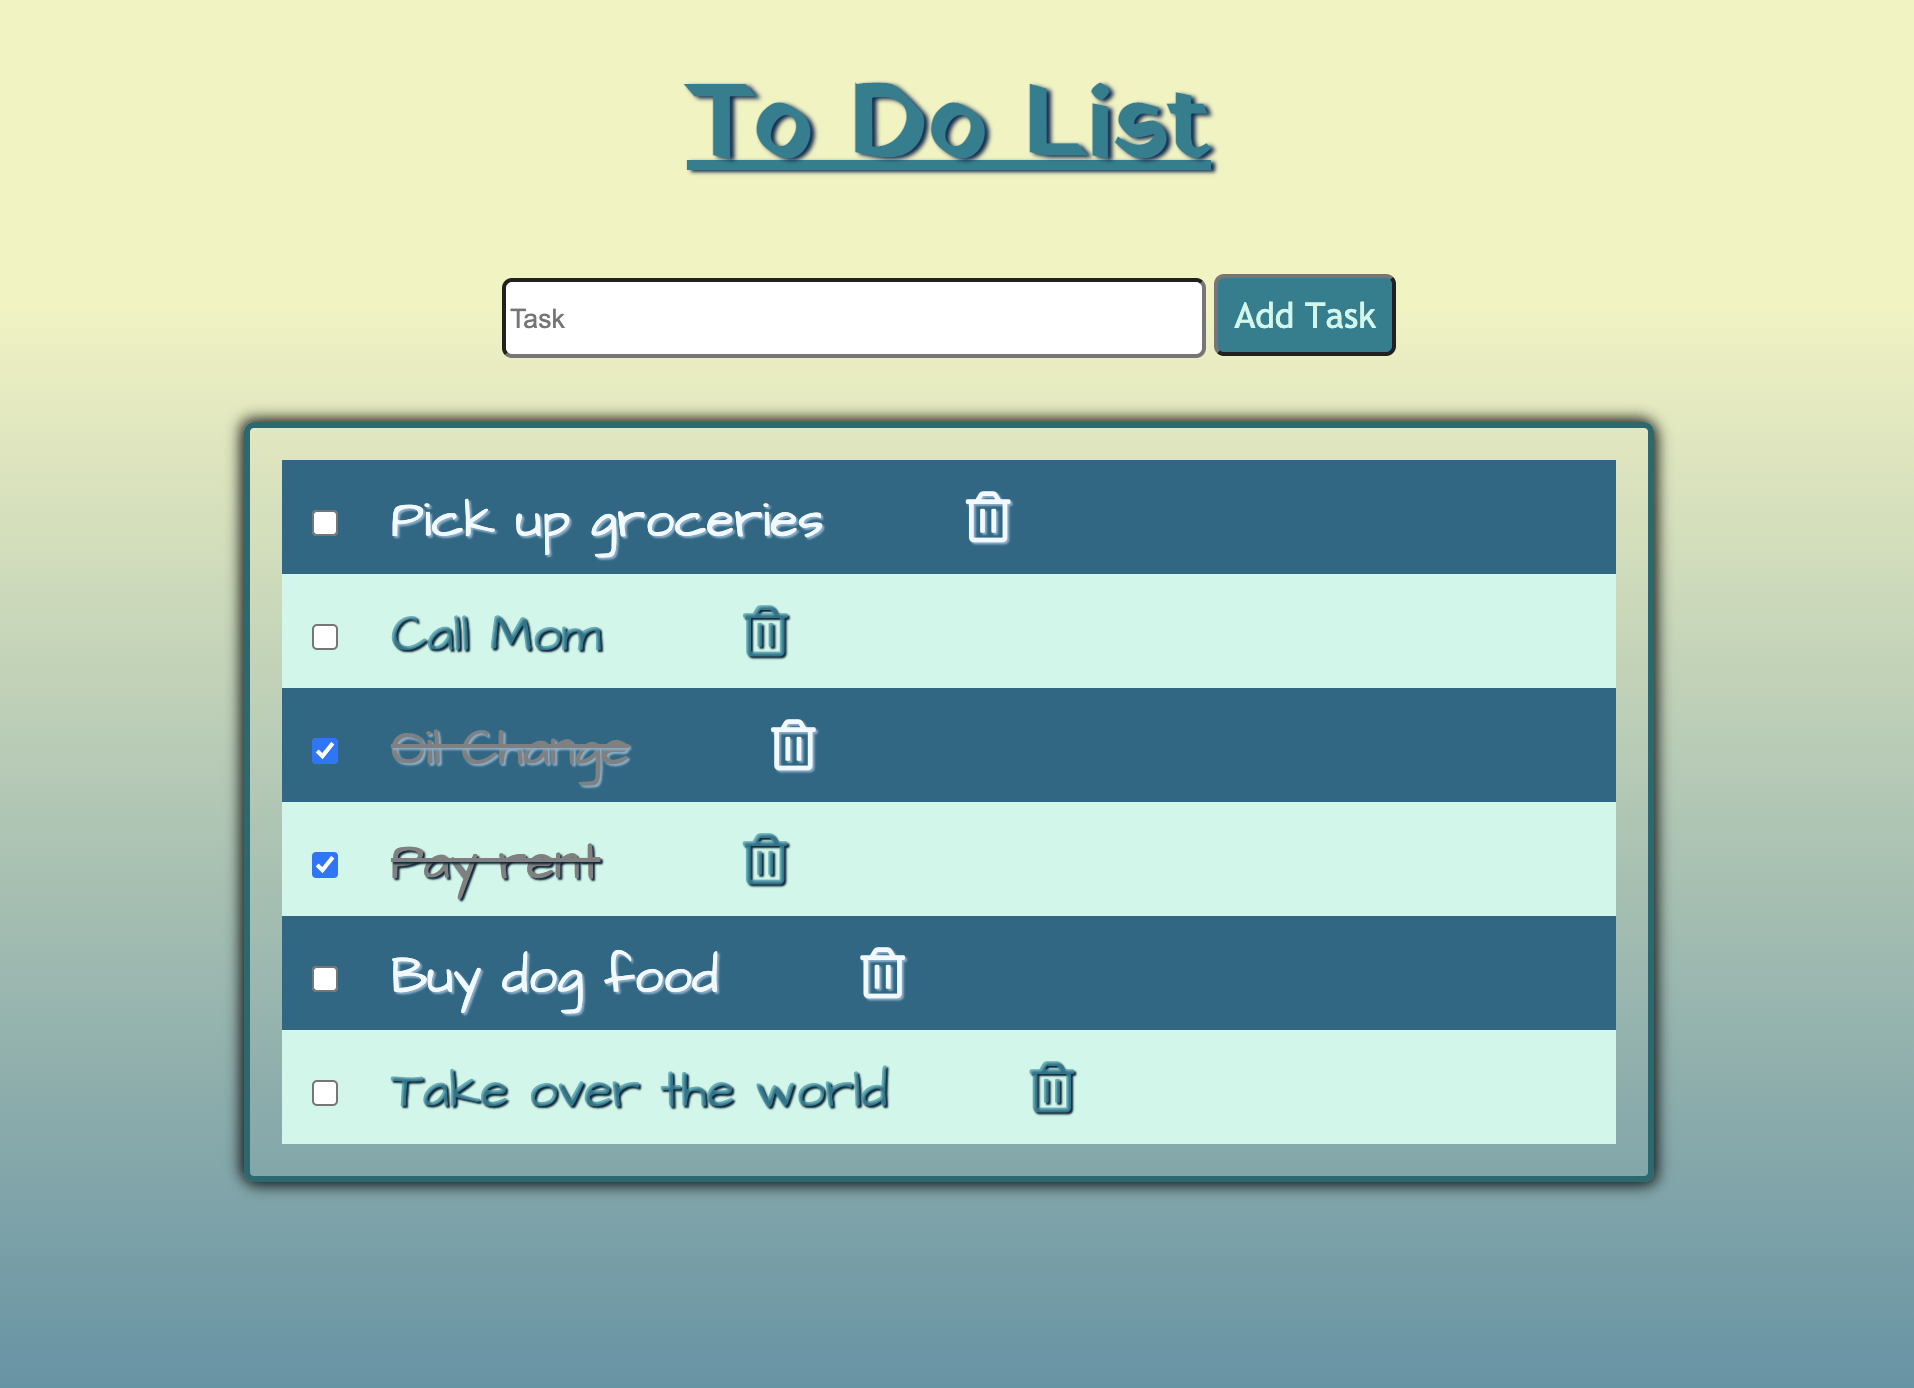 To Do List
Task
Add Task
Pick up groceries
Call Mom
Oil Change
Pay rent
Buy dog food
Take over the world